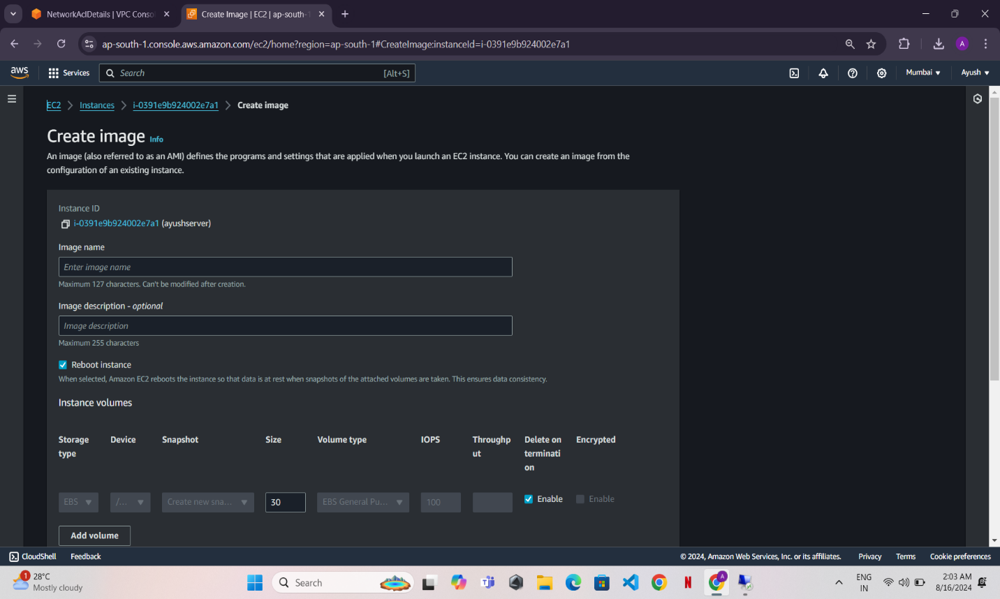 NetworkAclDetails | VPC Conso
Create Image | EC2 | ap-south-1
ap-south-1.console.aws.amazon.com/ec2/home?region=ap-south-1#CreateImage:instanceId=i-0391e9b924002e7a1
A
aws
Services
Search
[Alt+S]
Mumbai
Ayush
EC2
Instances
i-0391e9b924002e7a1
Create image
Create image
Info
An image (also referred to as an AMI) defines the programs and settings that are applied when you launch an EC2 instance. You can create an image from the
configuration of an existing instance.
Instance ID
i-0391e9b924002e7a1 (ayushserver)
Image name
Enter image name
Maximum 127 characters. Can't be modified after creation.
Image description - optional
Image description
Maximum 255 characters
Reboot instance
When selected, Amazon EC2 reboots the instance so that data is at rest when snapshots of the attached volumes are taken. This ensures data consistency.
Instance volumes
Storage
type
Device
Snapshot
Size
Volume type
IOPS
Throughp
ut
Delete on
terminati
on
Encrypted
EBS
/...
Create new sna...
30
EBS General Pu...
100
Enable
Enable
Add volume
CloudShell
Feedback
© 2024, Amazon Web Services, Inc. or its affiliates.
Privacy
Terms
Cookie preferences
1
28°C
Mostly cloudy
Search
N
A
ENG
IN
2:03 AM
8/16/2024